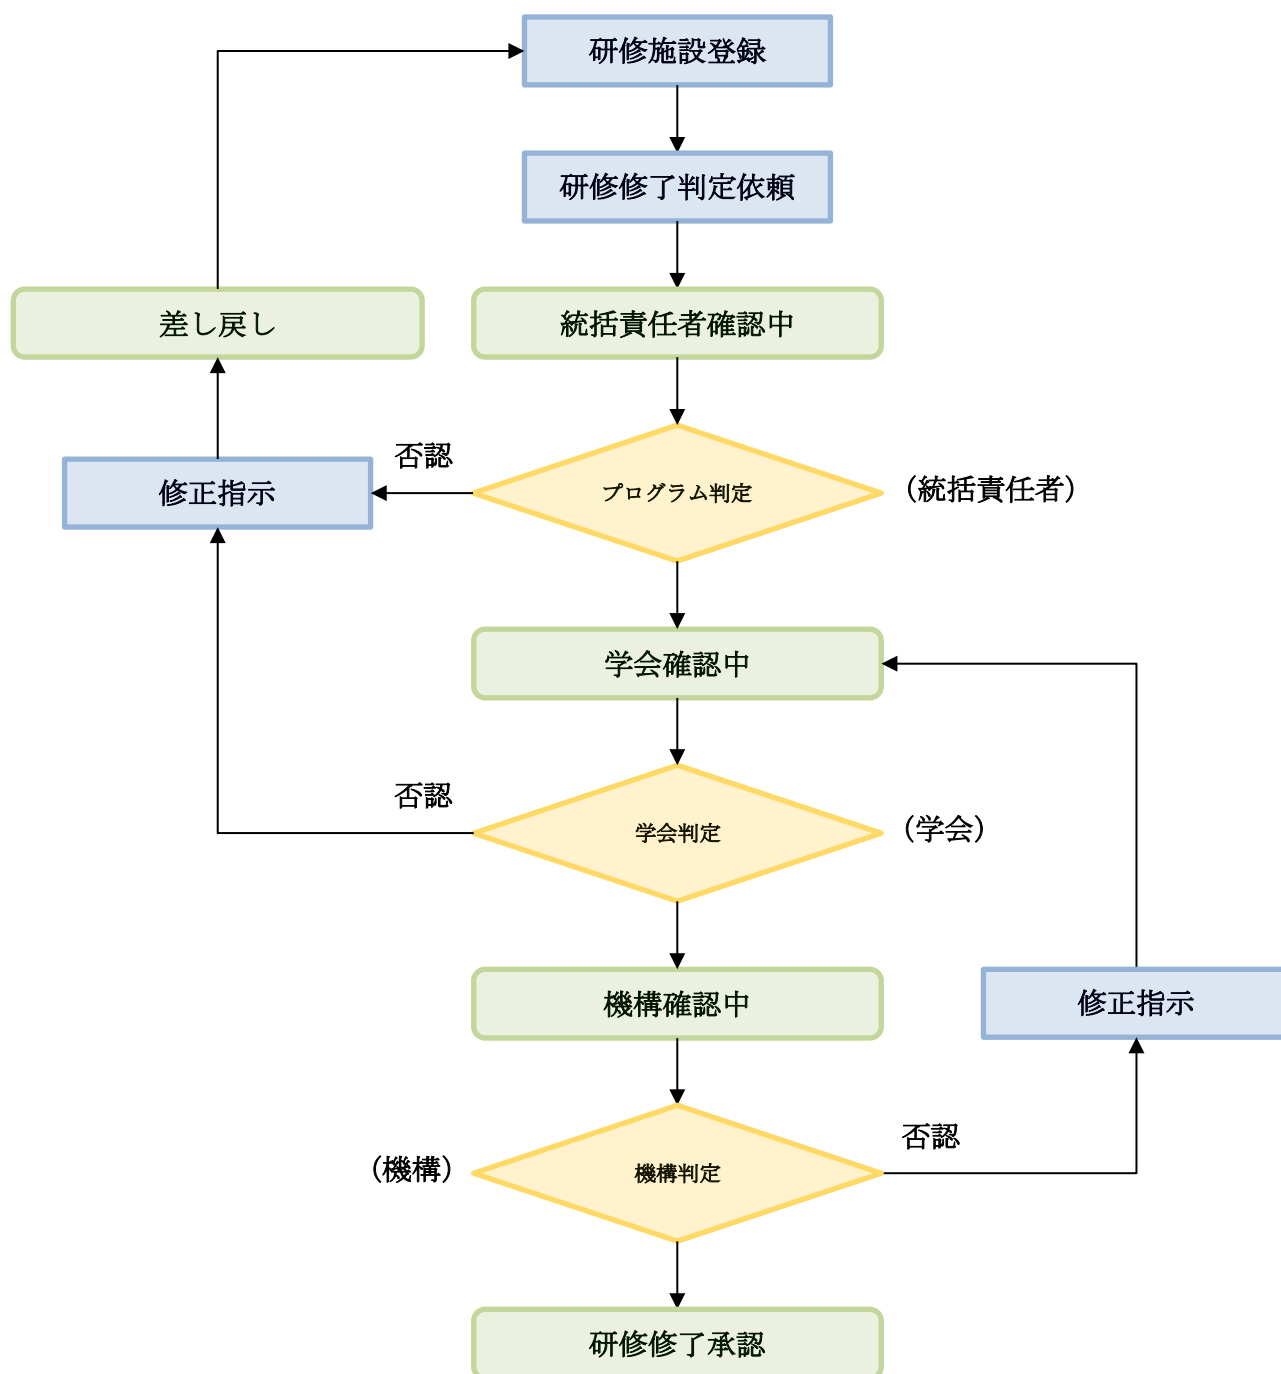 研修施設登録
研修修了判定依頼
差し戻し
統括責任者確認中
否認
修正指示
プログラム判定
（統括責任者）
学会確認中
否認
学会判定
（学会）
機構確認中
修正指示
否認
（機構）
機構判定
研修修了承認